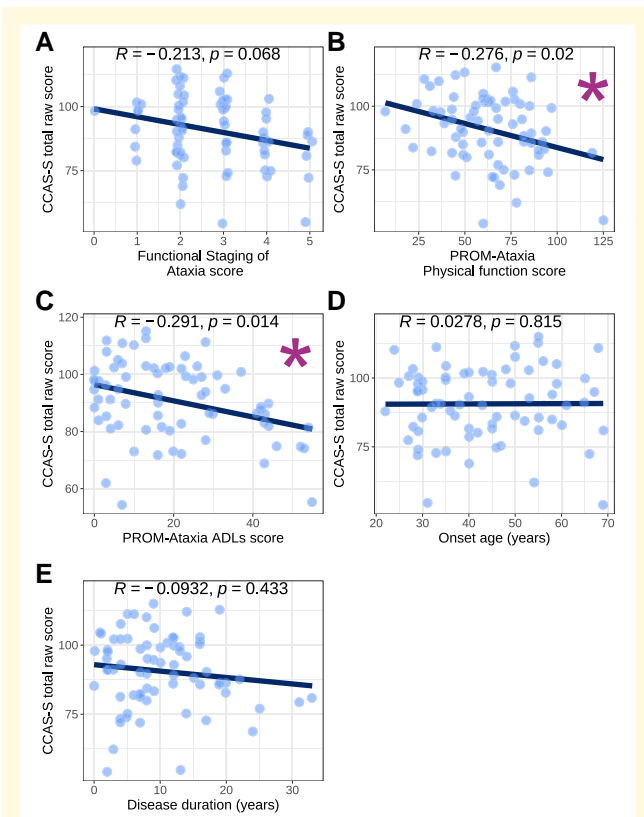 A
R = −0.213, p = 0.068
CCAS-S total raw score
100
75
0 1 2 3 4 5
Functional Staging of
Ataxia score
B
R = −0.276, p = 0.02
*
CCAS-S total raw score
100
75
25 50 75 100 125
PROM-Ataxia
Physical function score
C
R = −0.291, p = 0.014
*
CCAS-S total raw score
120
100
80
60
0 20 40
PROM-Ataxia ADLs score
D
R = 0.0278, p = 0.815
CCAS-S total raw score
100
75
20 30 40 50 60 70
Onset age (years)
E
R = −0.0932, p = 0.433
CCAS-S total raw score
100
75
0 10 20 30
Disease duration (years)